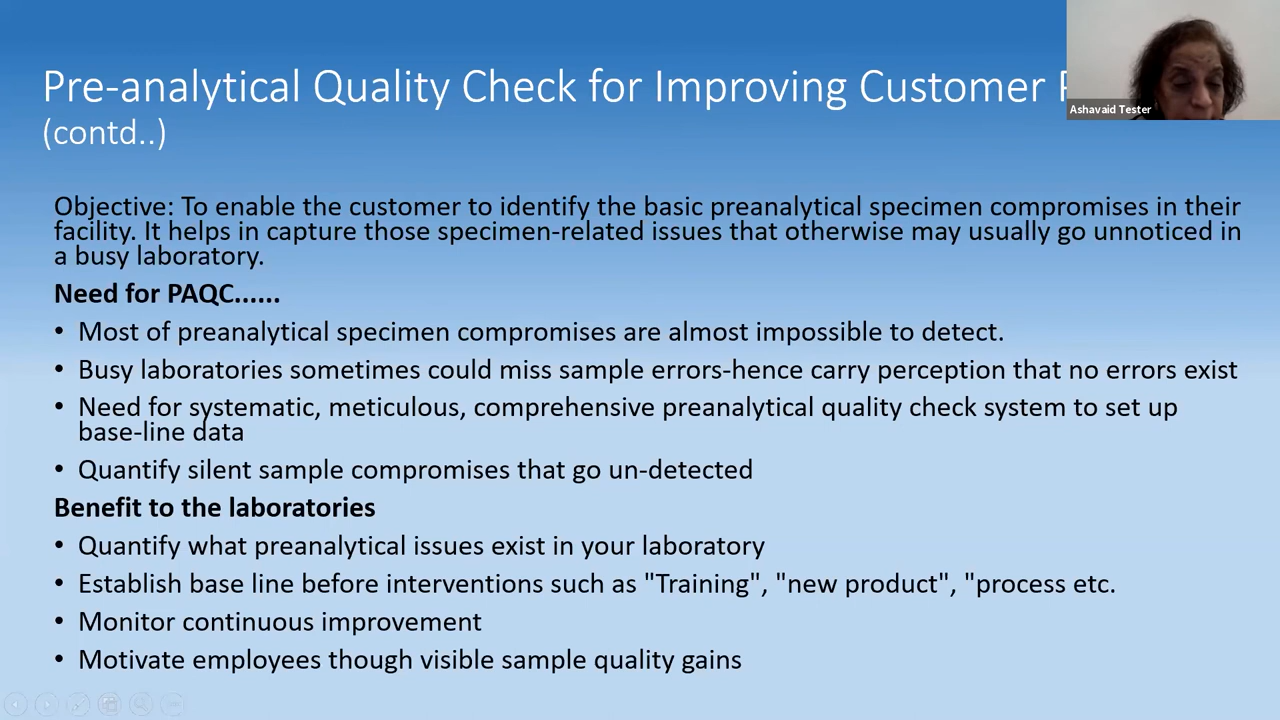 Pre-analytical Quality Check for Improving Customer
(contd..)
Ashavaid Tester
Objective: To enable the customer to identify the basic preanalytical specimen compromises in their
facility. It helps in capture those specimen-related issues that otherwise may usually go unnoticed in
a busy laboratory.
Need for PAQC......
• Most of preanalytical specimen compromises are almost impossible to detect.
• Busy laboratories sometimes could miss sample errors-hence carry perception that no errors exist
• Need for systematic, meticulous, comprehensive preanalytical quality check system to set up
base-line data
• Quantify silent sample compromises that go un-detected
Benefit to the laboratories
• Quantify what preanalytical issues exist in your laboratory
• Establish base line before interventions such as "Training", "new product", "process etc.
• Monitor continuous improvement
• Motivate employees though visible sample quality gains